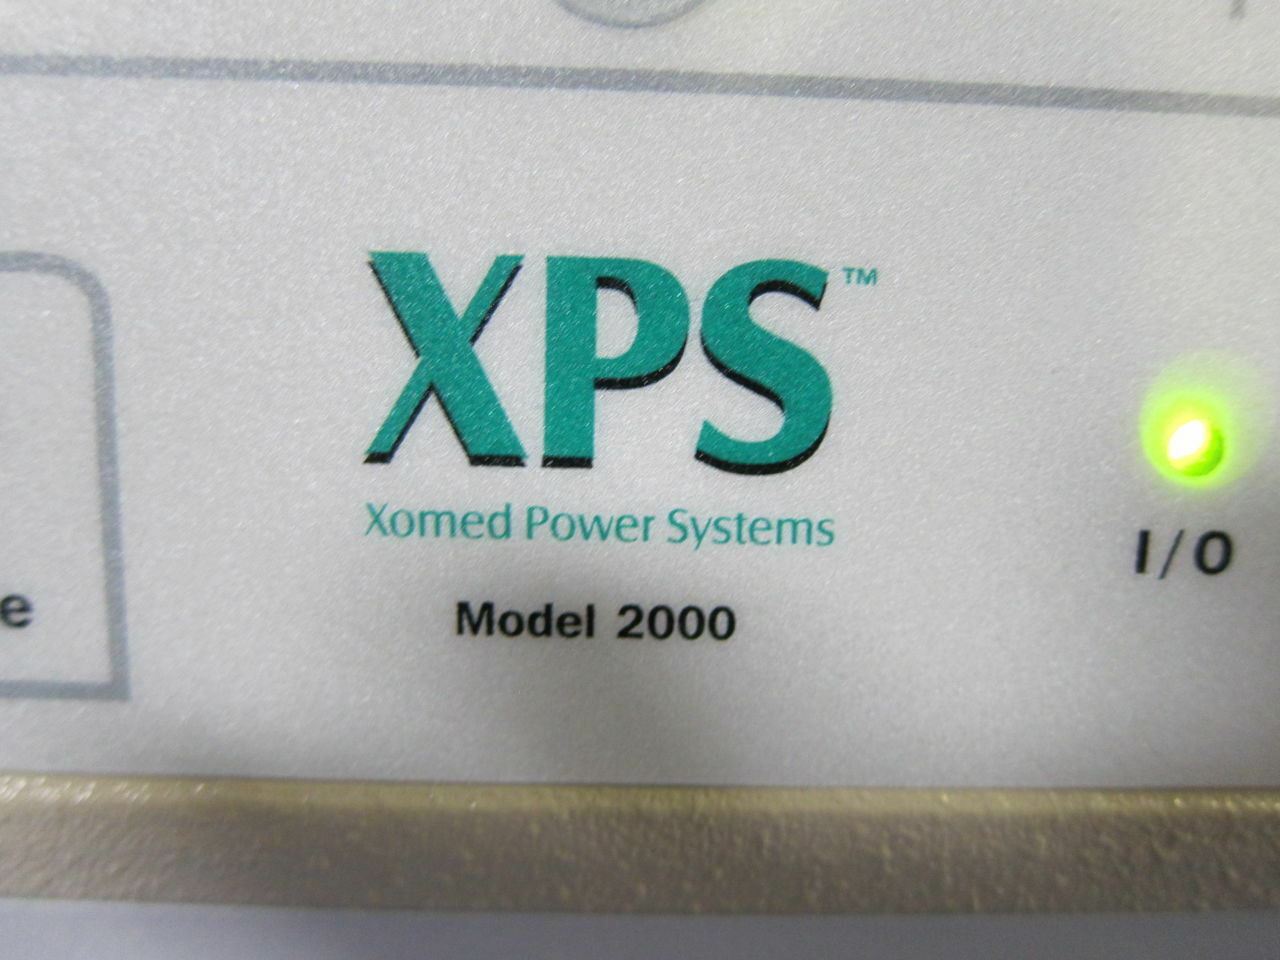 XPS™
Xomed Power Systems
Model 2000
I/O
e